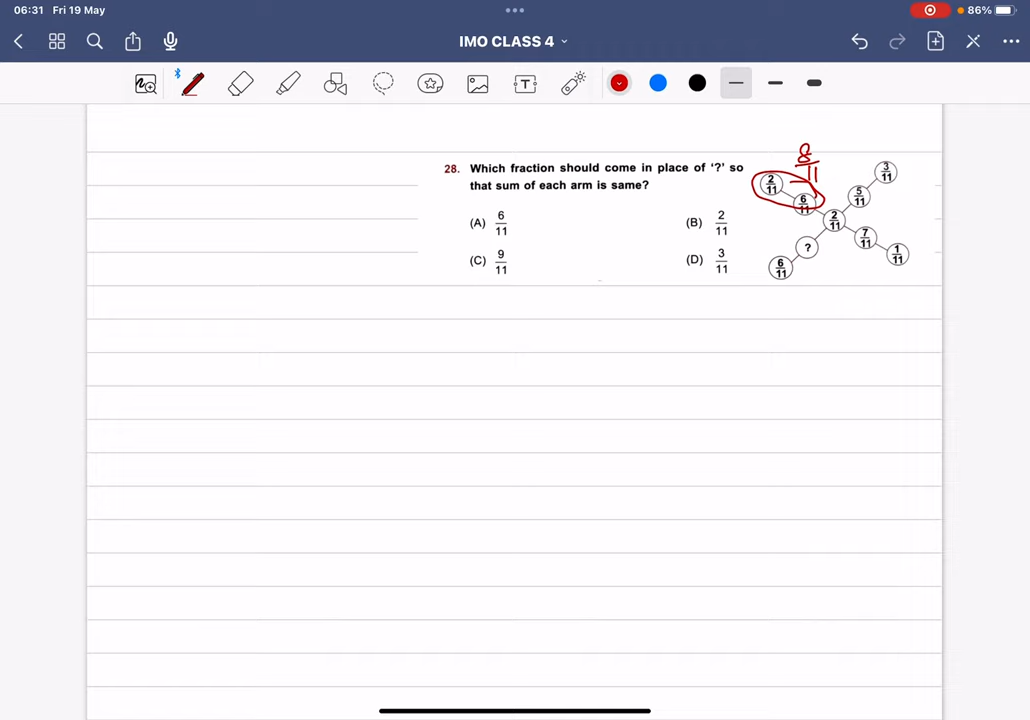 06:31 Fri 19 May
86%
IMO CLASS 4
28. Which fraction should come in place of '?' so
that sum of each arm is same?
(A) 6/11
(B) 2/11
(C) 9/11
(D) 3/11
8/11
2/11
6/11
3/11
5/11
2/11
7/11
1/11
?
6/11
T